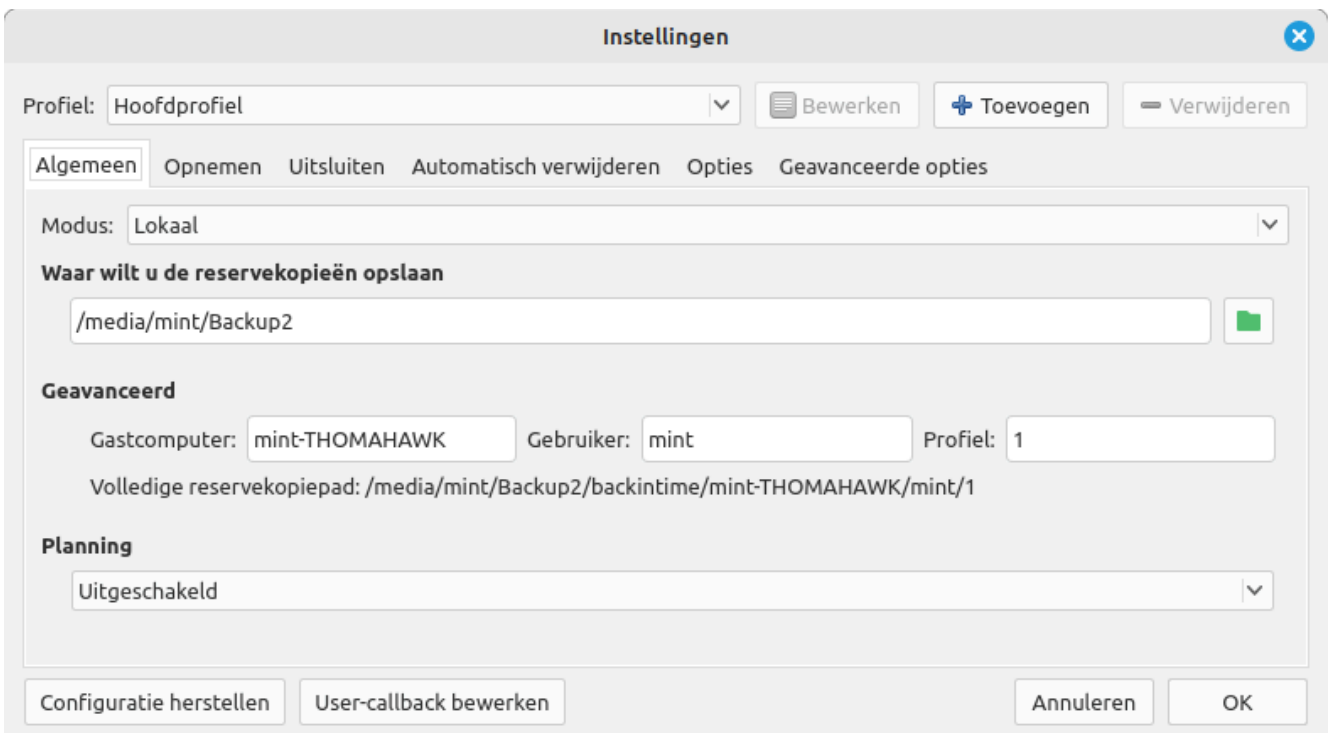 Instellingen
Profiel: Hoofdprofiel Bewerken Toevoegen Verwijderen
Algemeen Opnemen Uitsluiten Automatisch verwijderen Opties Geavanceerde opties
Modus: Lokaal
Waar wilt u de reservekopieën opslaan
/media/mint/Backup2
Geavanceerd
Gastcomputer: mint-THOMAHAWK Gebruiker: mint Profiel: 1
Volledige reservekopiepad: /media/mint/Backup2/backintime/mint-THOMAHAWK/mint/1
Planning
Uitgeschakeld
Configuratie herstellen User-callback bewerken Annuleren OK